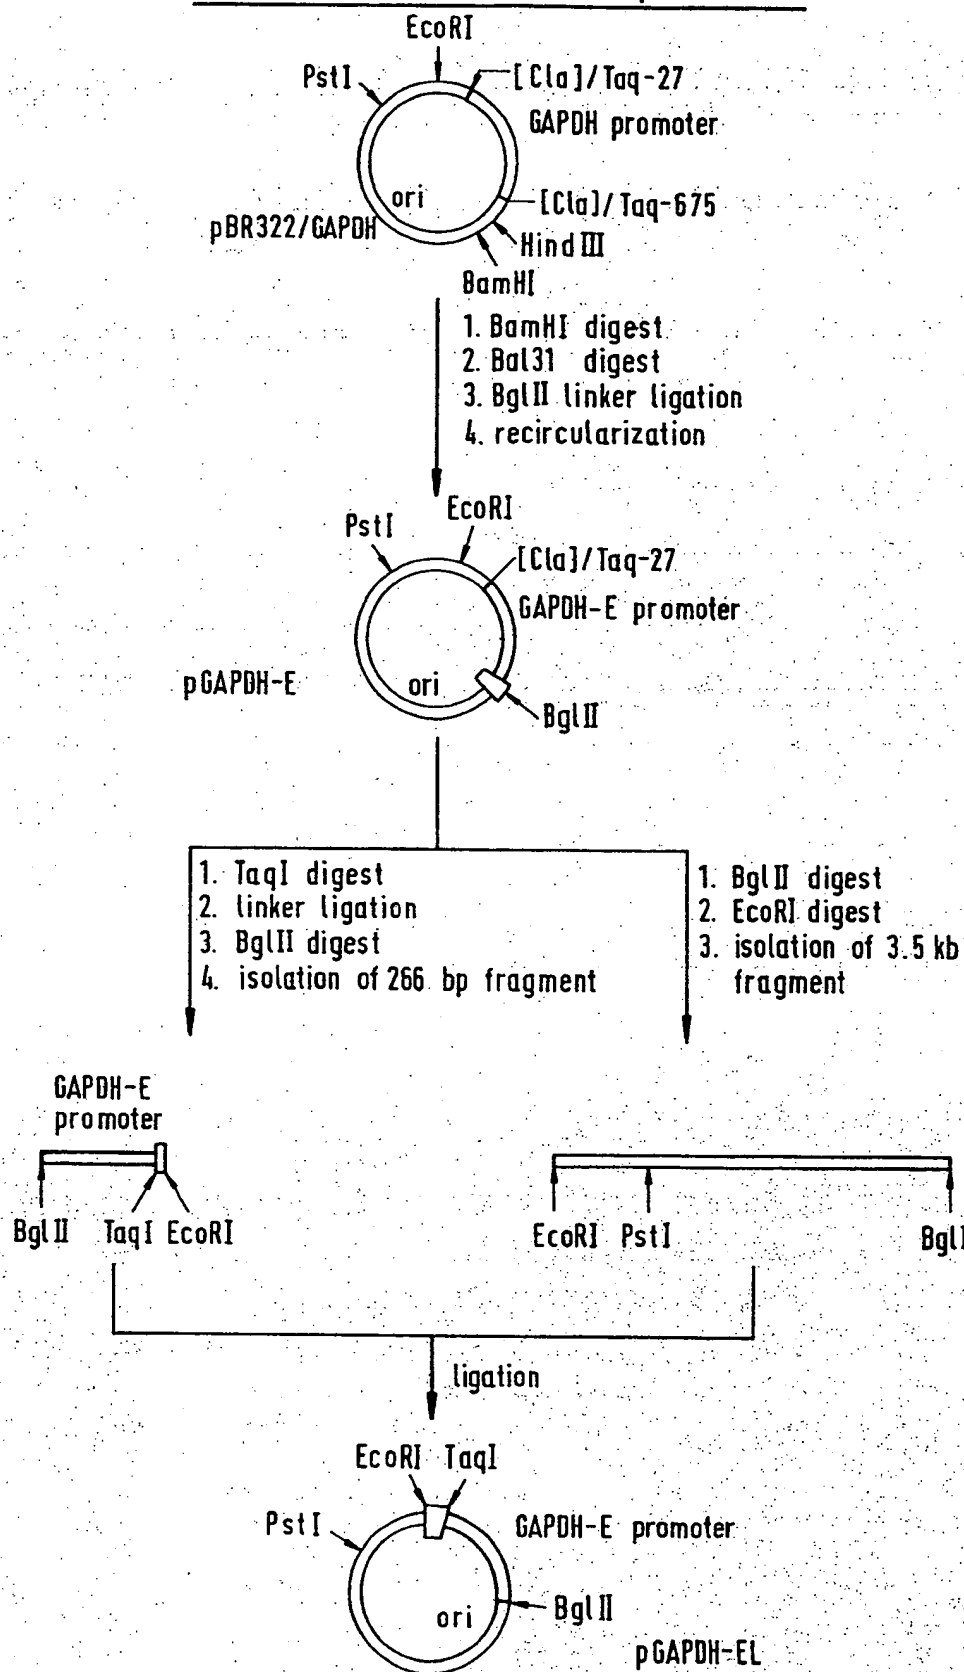 EcoRI
PstI
[Cla]/Taq-27
GAPDH promoter
ori
[Cla]/Taq-675
pBR322/GAPDH
Hind III
BamHI
1. BamHI digest
2. Bal31 digest
3. BglII linker ligation
4. recircularization
EcoRI
PstI
[Cla]/Taq-27
GAPDH-E promoter
pGAPDH-E
ori
BglII
1. TaqI digest
2. linker ligation
3. BglII digest
4. isolation of 266 bp fragment
1. BglII digest
2. EcoRI digest
3. isolation of 3.5 kb
fragment
GAPDH-E
promoter
BglII TaqI EcoRI
EcoRI PstI BglI
ligation
EcoRI TaqI
PstI
GAPDH-E promoter
ori
BglII
pGAPDH-EL